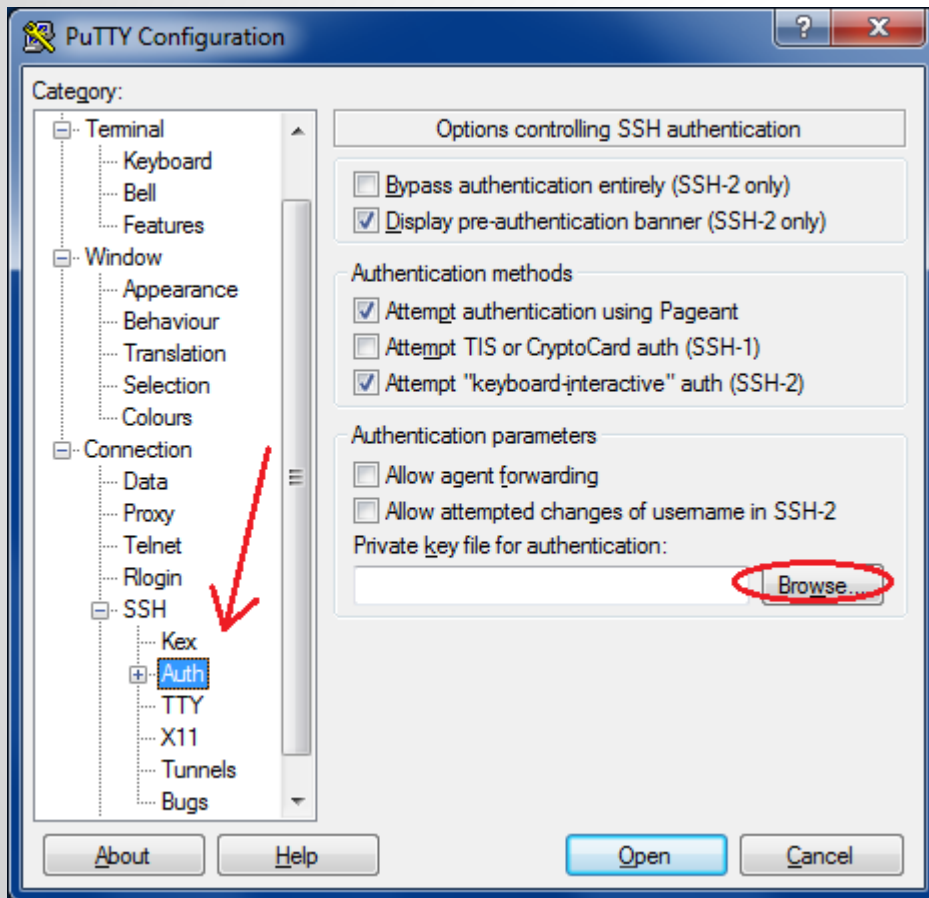 PuTTY Configuration
Category:
Terminal
Keyboard
Bell
Features
Window
Appearance
Behaviour
Translation
Selection
Colours
Connection
Data
Proxy
Telnet
Rlogin
SSH
Kex
Auth
TTY
X11
Tunnels
Bugs
Options controlling SSH authentication
Bypass authentication entirely (SSH-2 only)
Display pre-authentication banner (SSH-2 only)
Authentication methods
Attempt authentication using Pageant
Attempt TIS or CryptoCard auth (SSH-1)
Attempt "keyboard-interactive" auth (SSH-2)
Authentication parameters
Allow agent forwarding
Allow attempted changes of username in SSH-2
Private key file for authentication:
Browse...
About
Help
Open
Cancel